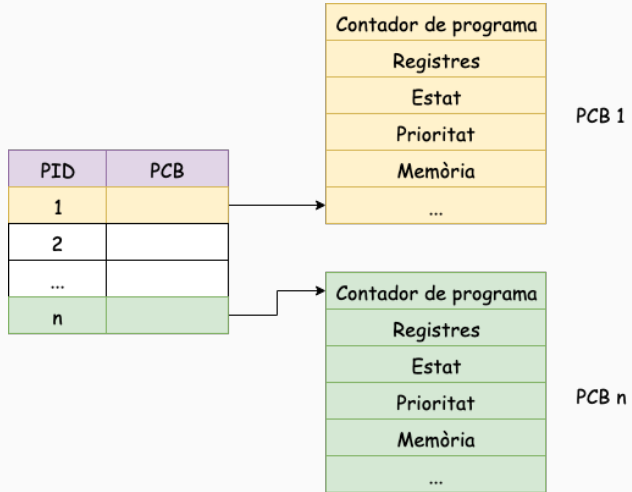 PID PCB
1
2
...
n
Contador de programa
Registres
Estat
Prioritat
Memòria
...
PCB 1
Contador de programa
Registres
Estat
Prioritat
Memòria
...
PCB n